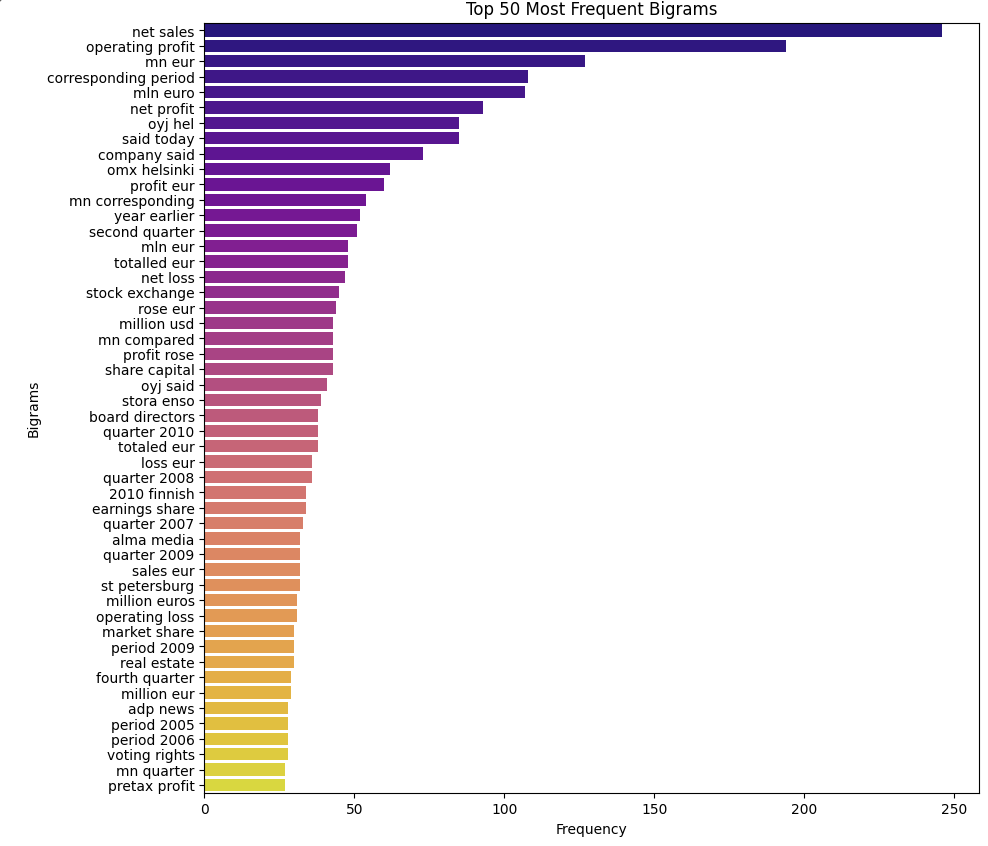 Top 50 Most Frequent Bigrams
net sales
operating profit
mn eur
corresponding period
mln euro
net profit
oyj hel
said today
company said
omx helsinki
profit eur
mn corresponding
year earlier
second quarter
mln eur
totalled eur
net loss
stock exchange
rose eur
million usd
mn compared
profit rose
share capital
oyj said
stora enso
board directors
quarter 2010
totaled eur
loss eur
quarter 2008
2010 finnish
earnings share
quarter 2007
alma media
quarter 2009
sales eur
st petersburg
million euros
operating loss
market share
period 2009
real estate
fourth quarter
million eur
adp news
period 2005
period 2006
voting rights
mn quarter
pretax profit
Bigrams
0 50 100 150 200 250
Frequency